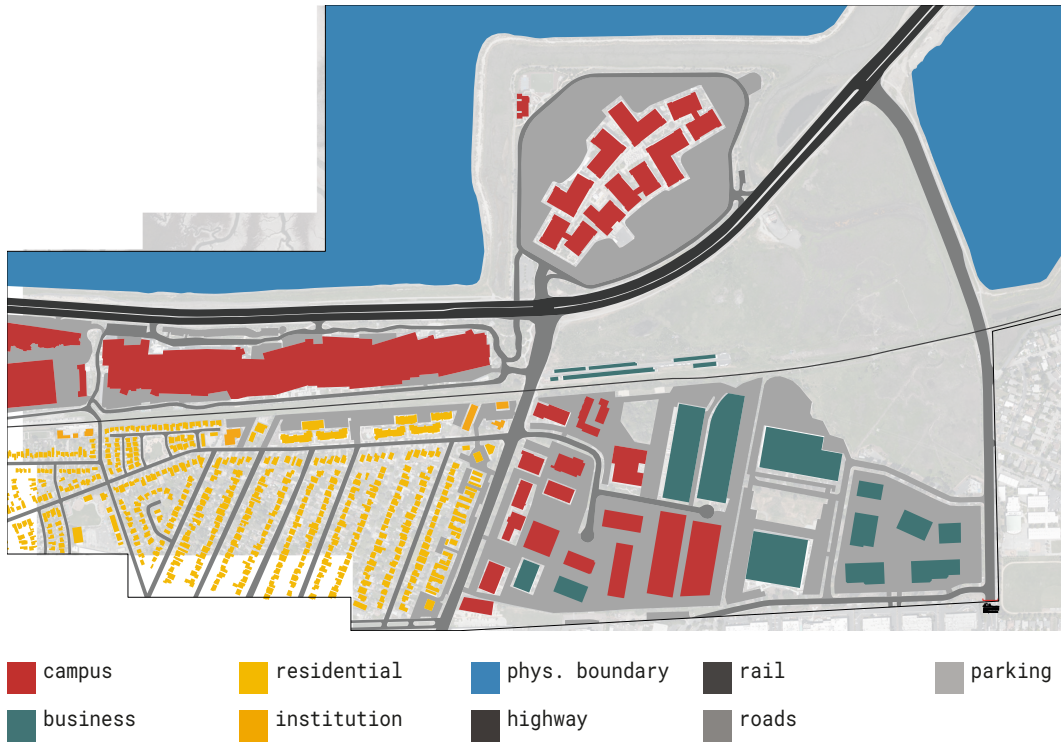 campus residential phys. boundary rail parking
business institution highway roads